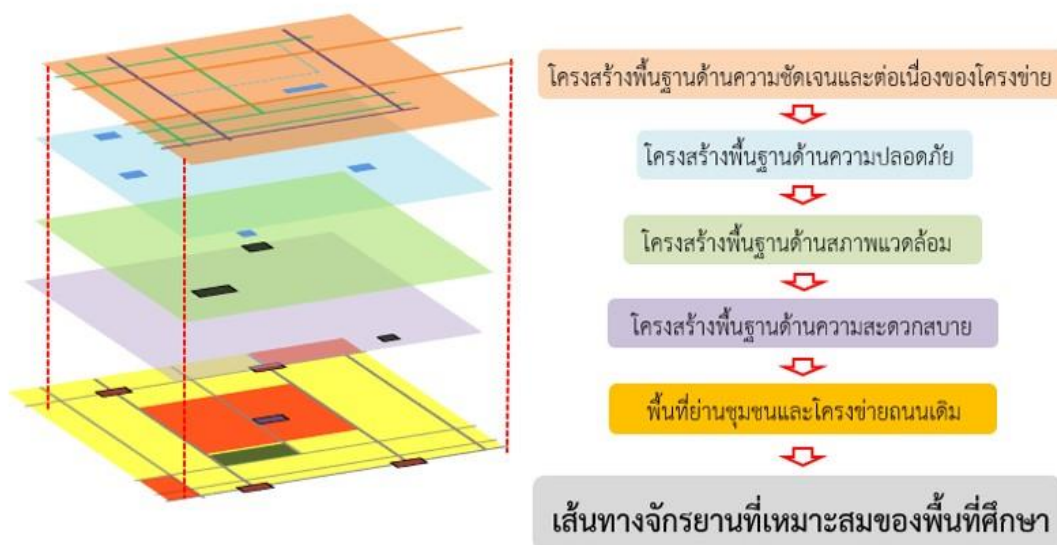 โครงสร้างพื้นฐานด้านความชัดเจนและต่อเนื่องของโครงข่าย
โครงสร้างพื้นฐานด้านความปลอดภัย
โครงสร้างพื้นฐานด้านสภาพแวดล้อม
โครงสร้างพื้นฐานด้านความสะดวกสบาย
พื้นที่ย่านชุมชนและโครงข่ายถนนเดิม
เส้นทางจักรยานที่เหมาะสมของพื้นที่ศึกษา